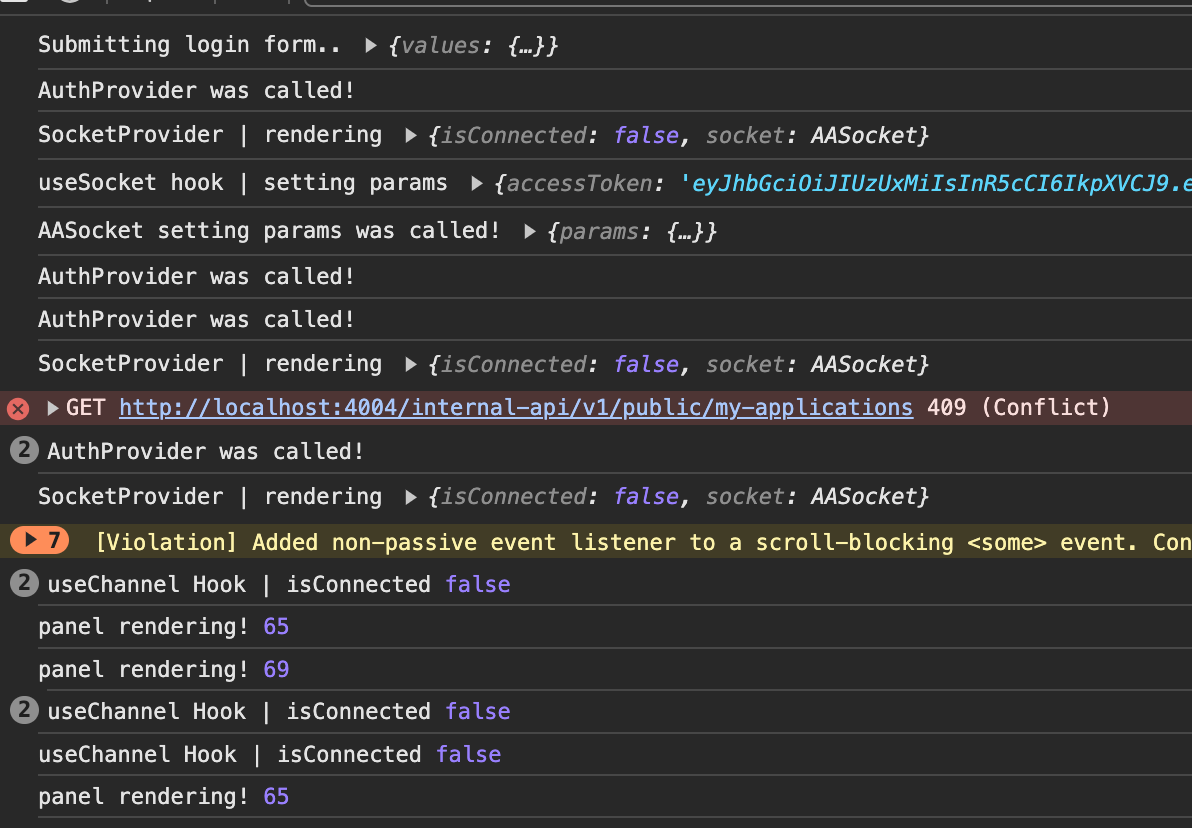 Submitting login form.. ▶ {values: {…}}
AuthProvider was called!
SocketProvider | rendering ▶ {isConnected: false, socket: AASocket}
useSocket hook | setting params ▶ {accessToken: 'eyJhbGciOiJIUzUxMiIsInR5cCI6IkpXVCJ9.e
AASocket setting params was called! ▶ {params: {…}}
AuthProvider was called!
AuthProvider was called!
SocketProvider | rendering ▶ {isConnected: false, socket: AASocket}
▶ GET http://localhost:4004/internal-api/v1/public/my-applications 409 (Conflict)
2 AuthProvider was called!
SocketProvider | rendering ▶ {isConnected: false, socket: AASocket}
▶ 7 [Violation] Added non-passive event listener to a scroll-blocking <some> event. Con
2 useChannel Hook | isConnected false
panel rendering! 65
panel rendering! 69
2 useChannel Hook | isConnected false
useChannel Hook | isConnected false
panel rendering! 65